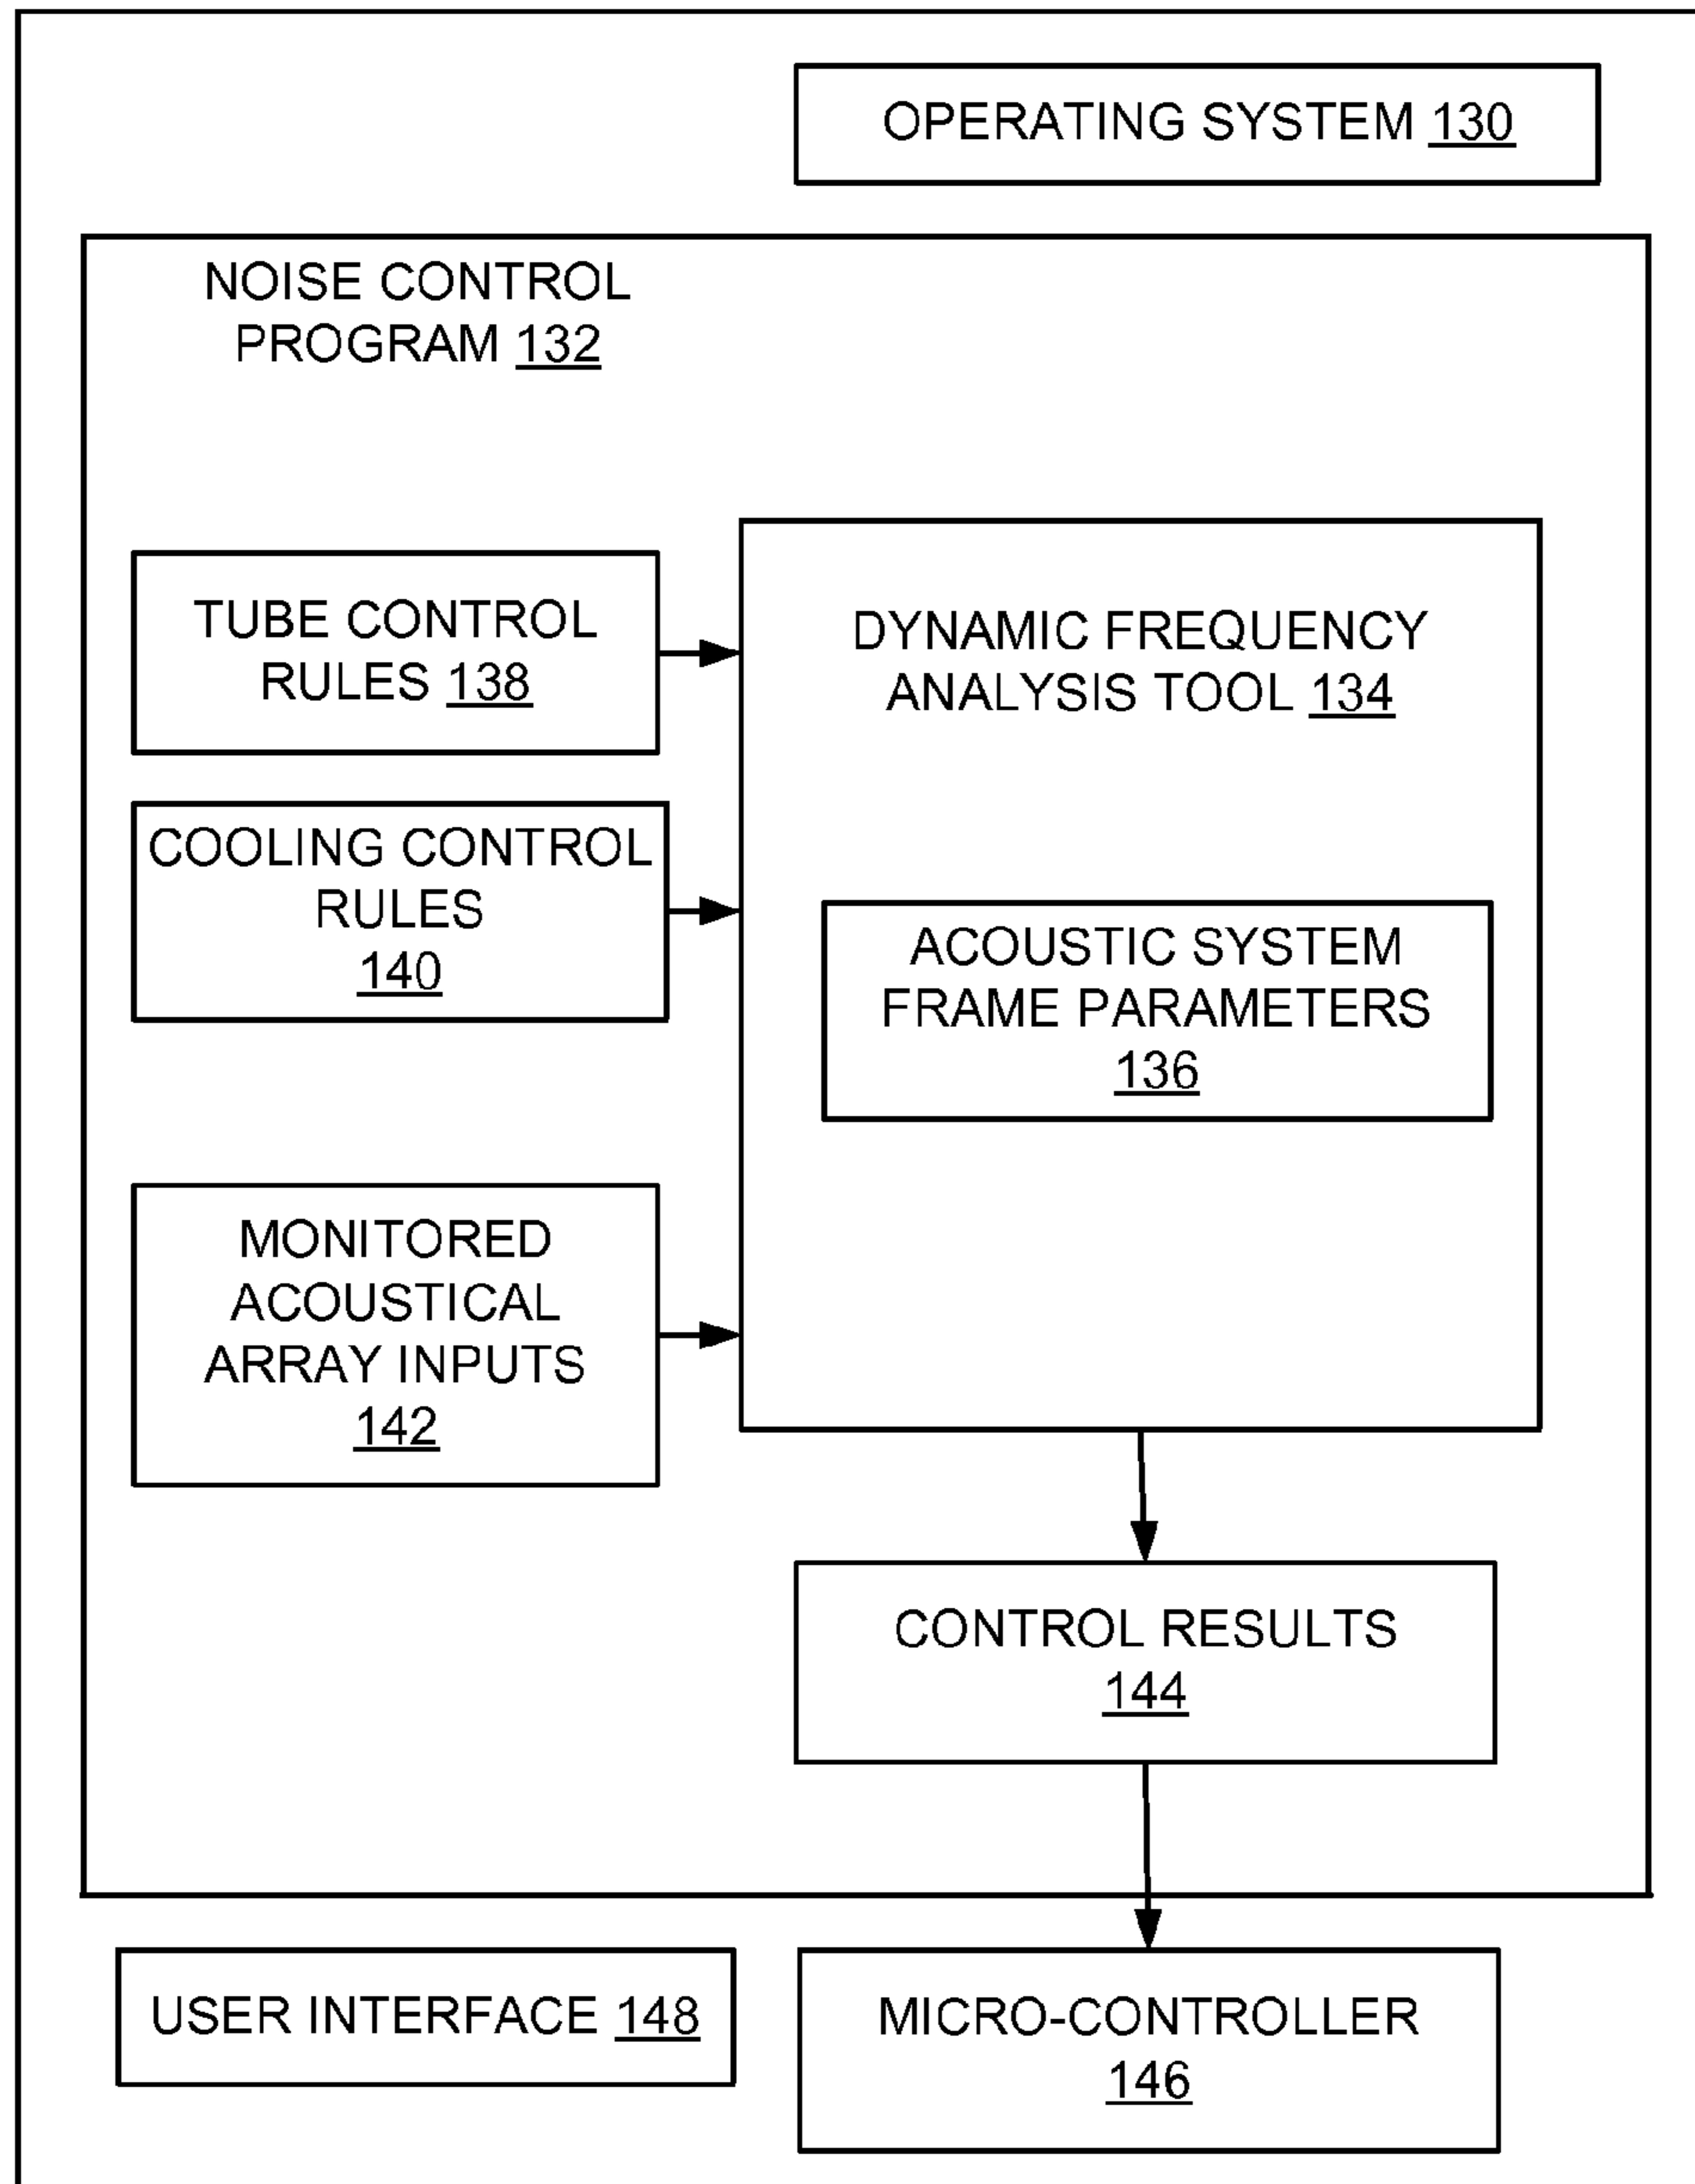 OPERATING SYSTEM 130
NOISE CONTROL
PROGRAM 132
TUBE CONTROL
RULES 138
DYNAMIC FREQUENCY
ANALYSIS TOOL 134
COOLING CONTROL
RULES
140
ACOUSTIC SYSTEM
FRAME PARAMETERS
136
MONITORED
ACOUSTICAL
ARRAY INPUTS
142
CONTROL RESULTS
144
USER INTERFACE 148
MICRO-CONTROLLER
146